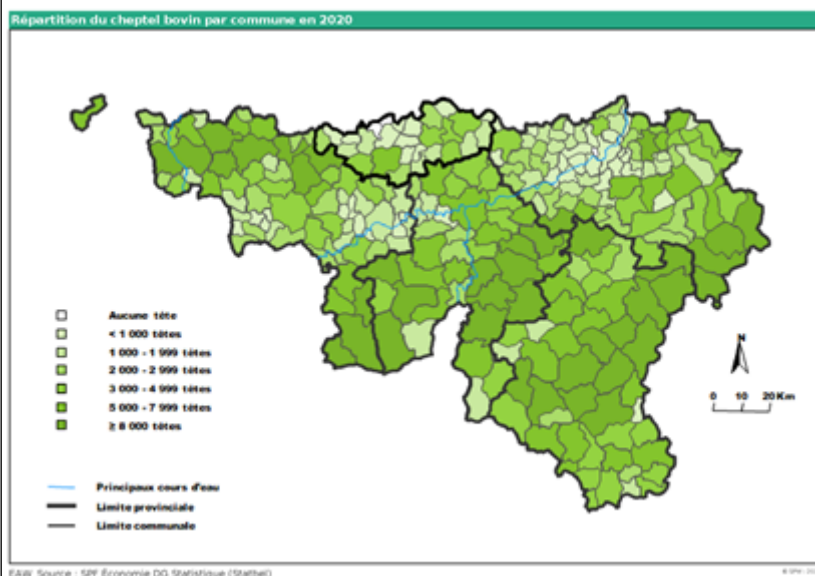 Répartition du cheptel bovin par commune en 2020
Aucune tête
< 1 000 têtes
1 000 - 1 999 têtes
2 000 - 2 999 têtes
3 000 - 4 999 têtes
5 000 - 7 999 têtes
≥ 8 000 têtes
N
0 10 20 Km
Principaux cours d'eau
Limite provinciale
Limite communale
EAW. Source : SPF Économie DG Statistique (Statbel)